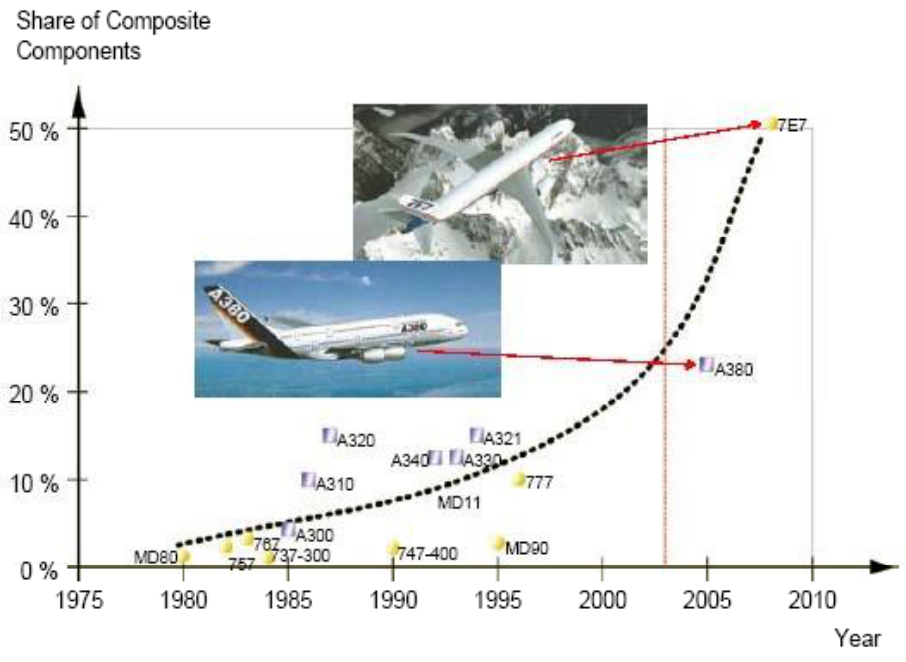 Share of Composite
Components
50 %
7E7
7E7
40 %
A380
A380
30 %
A380
20 %
A320
A321
A340
A330
10 %
A310
777
MD11
A300
MD80
767
757
737-300
747-400
MD90
0 %
1975
1980
1985
1990
1995
2000
2005
2010
Year